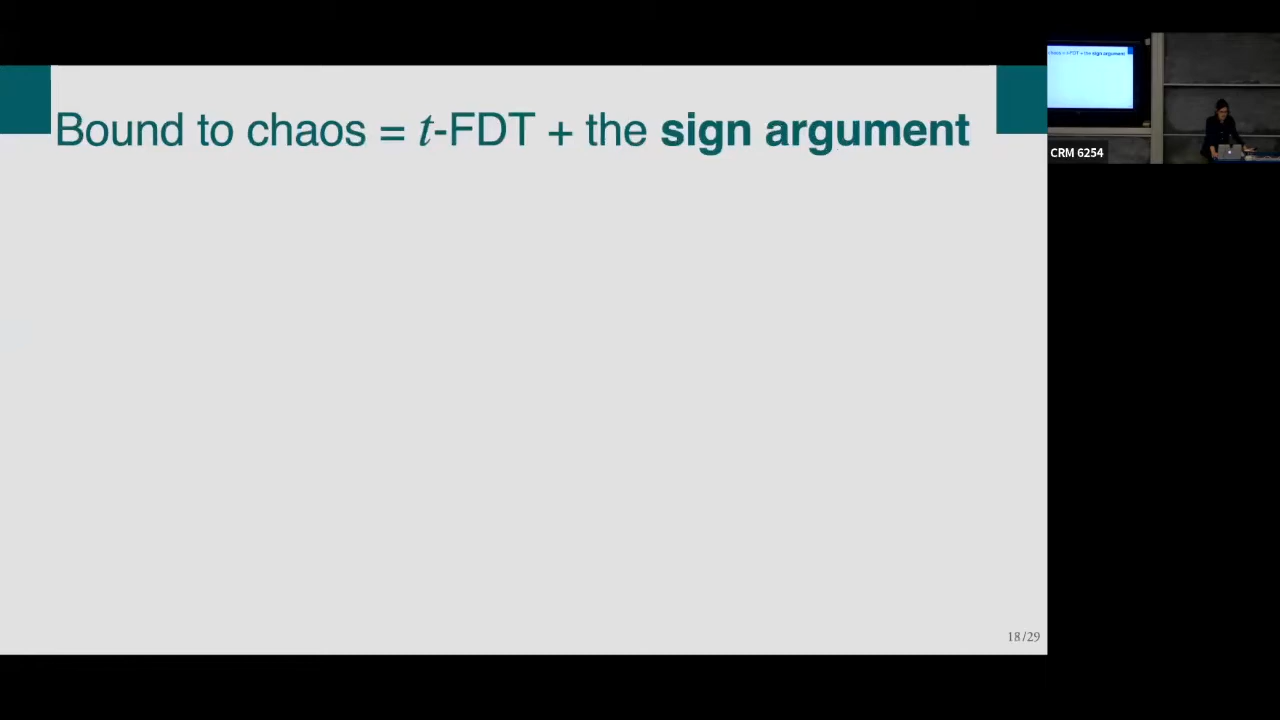 Bound to chaos = t-FDT + the sign argument
18/29
CRM 6254